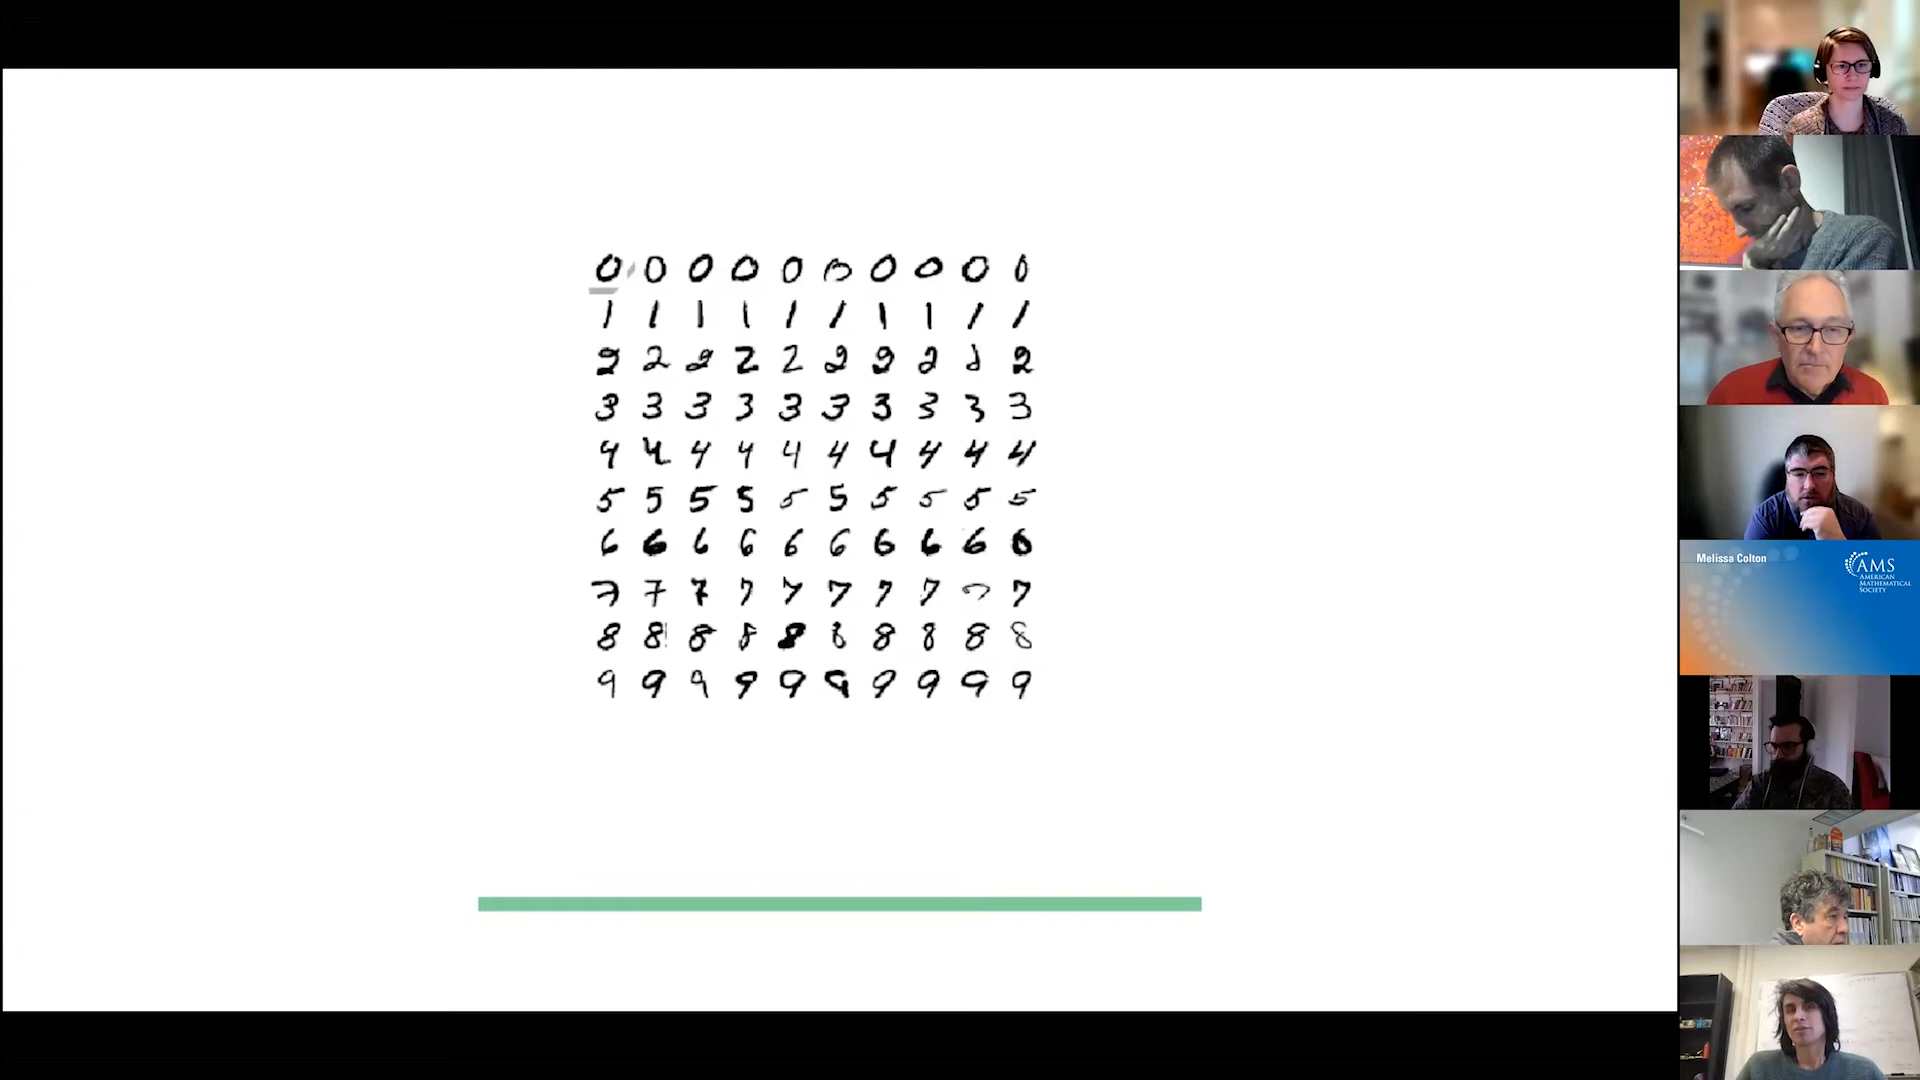 0 0 0 0 0 0 0 0 0 0
1 1 1 1 1 1 1 1 1 1
2 2 2 2 2 2 2 2 2 2
3 3 3 3 3 3 3 3 3 3
4 4 4 4 4 4 4 4 4 4
5 5 5 5 5 5 5 5 5 5
6 6 6 6 6 6 6 6 6 6
7 7 7 7 7 7 7 7 7 7
8 8 8 8 8 8 8 8 8 8
9 9 9 9 9 9 9 9 9 9
Melissa Colton
AMS
AMERICAN
MATHEMATICAL
SOCIETY